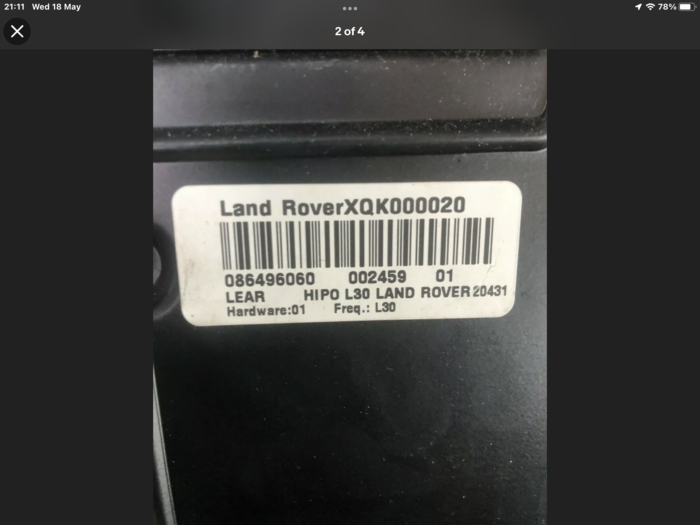 21:11 Wed 18 May
78%
2 of 4
Land RoverXQK000020
086496060 002459 01
LEAR HIPO L30 LAND ROVER 20431
Hardware:01 Freq.: L30